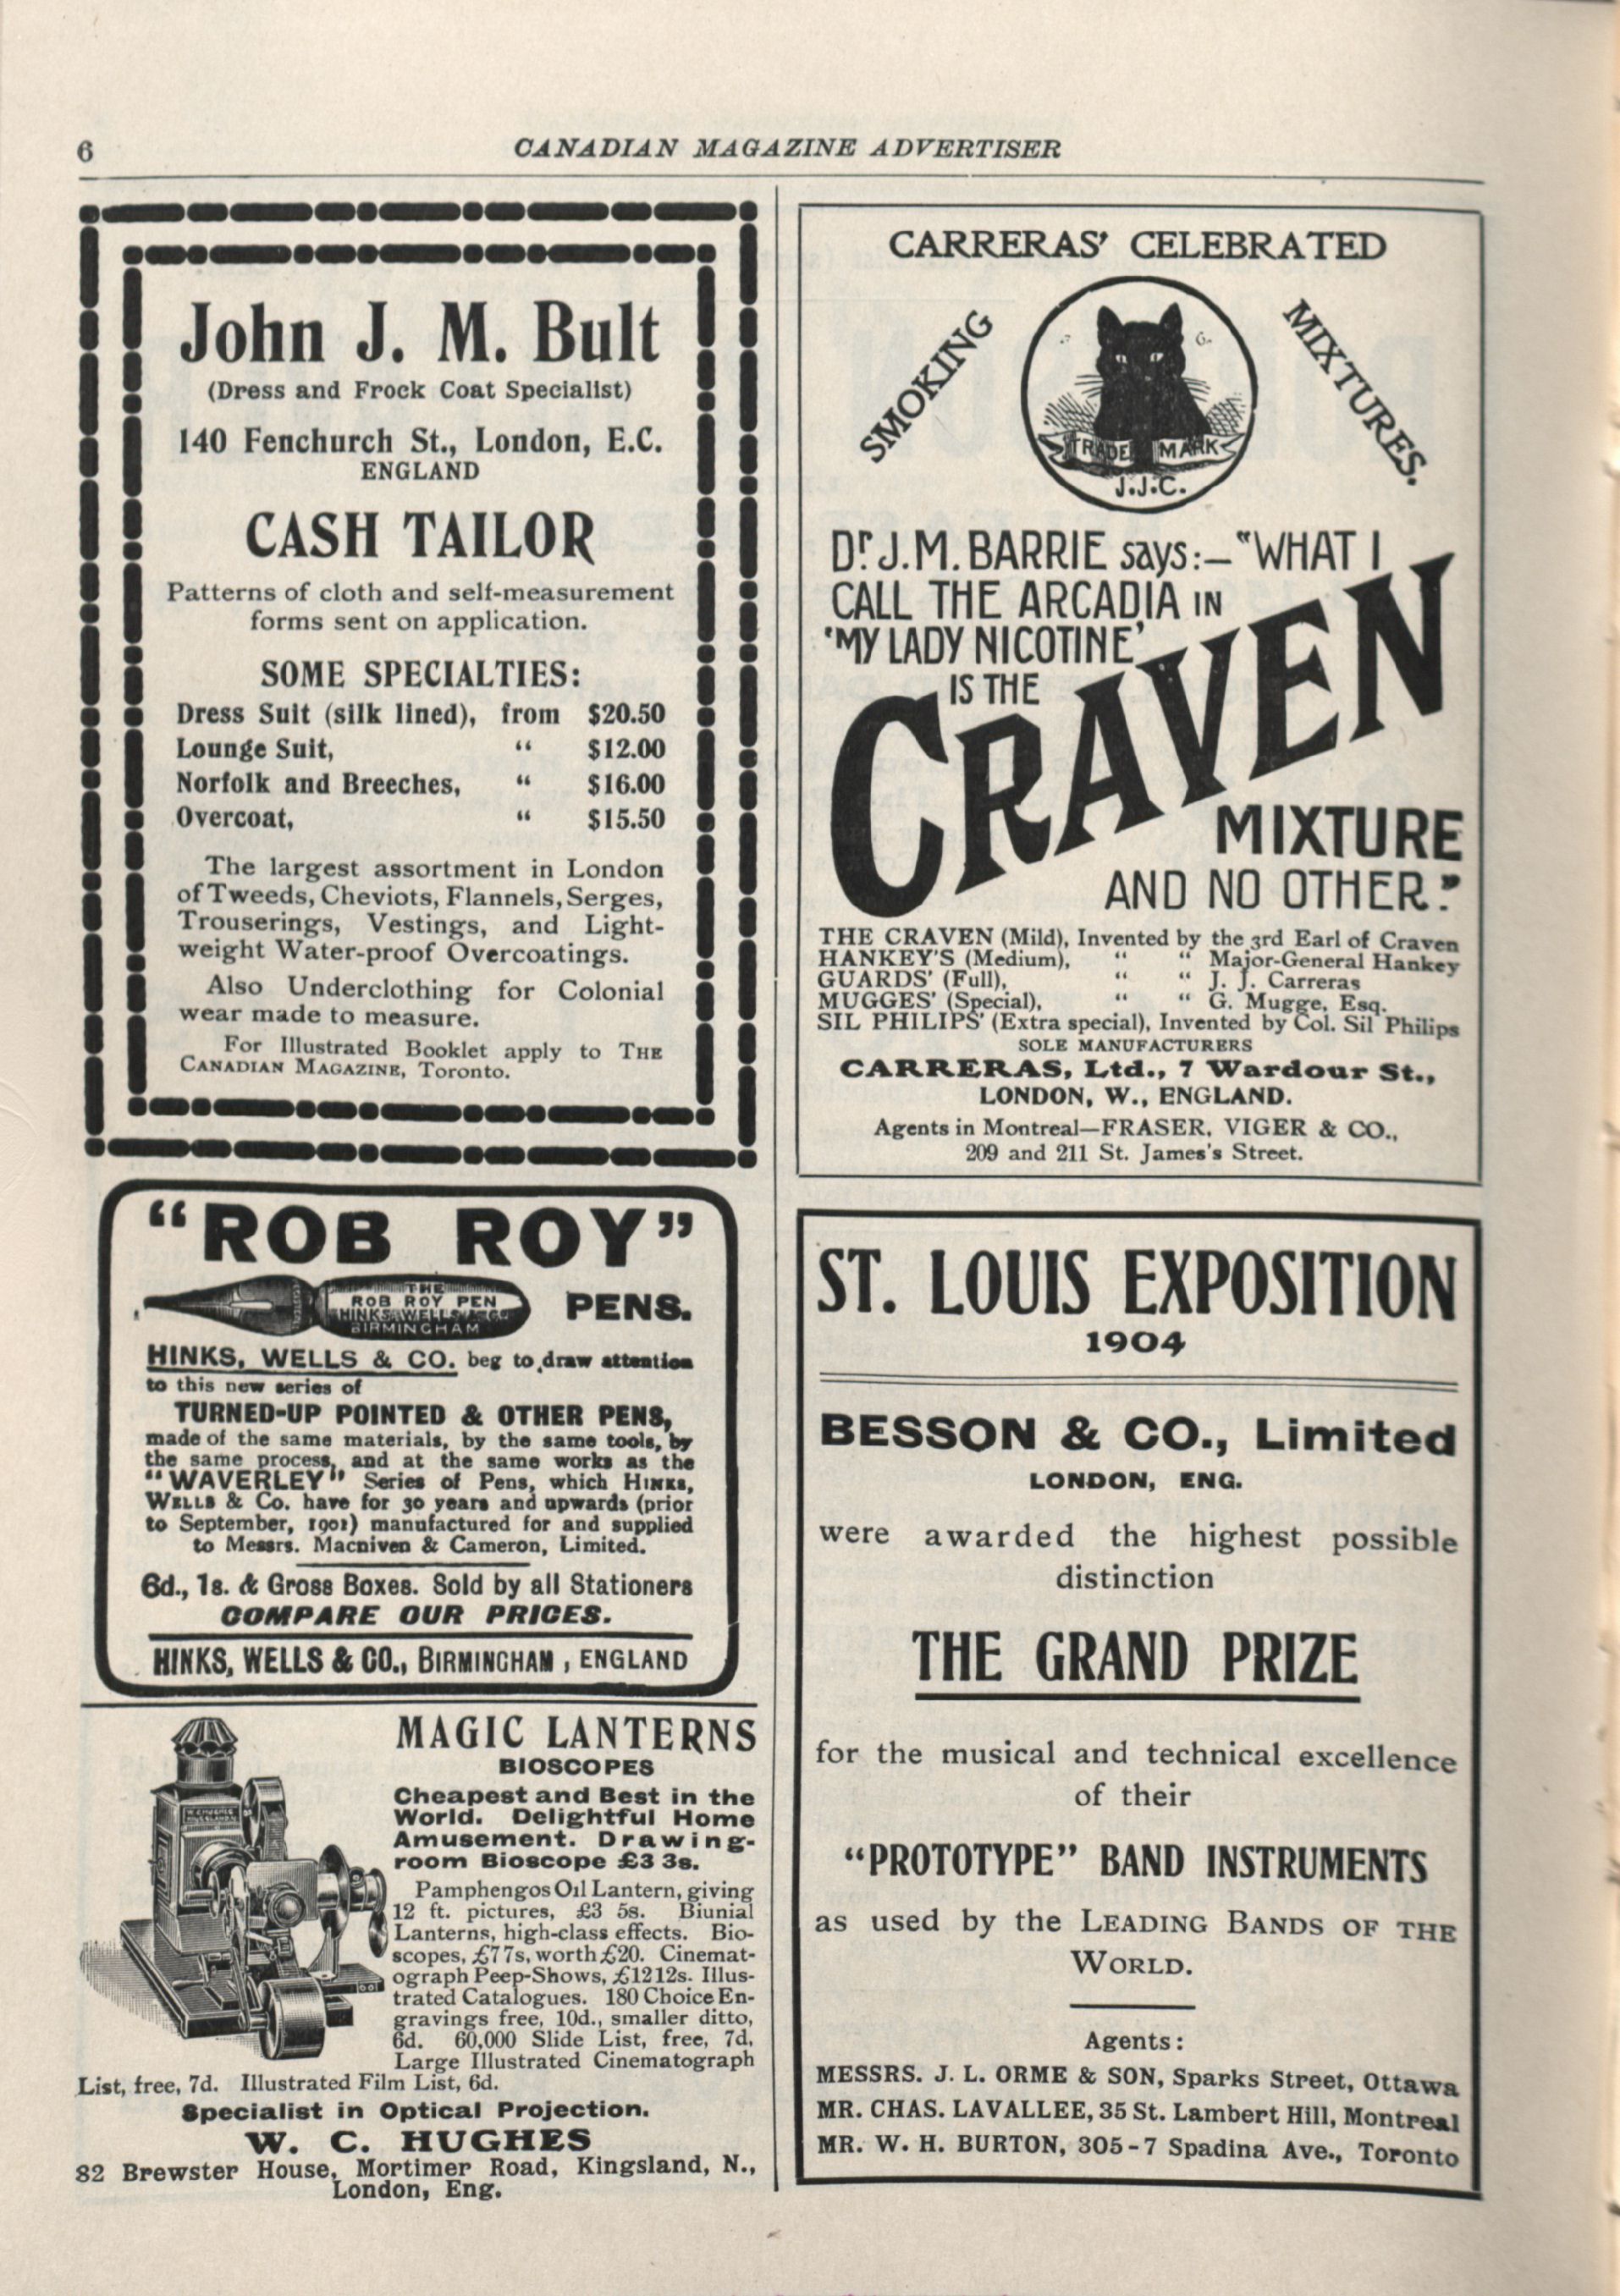 6
CANADIAN MAGAZINE ADVERTISER
John J. M. Bult
(Dress and Frock Coat Specialist)
140 Fenchurch St., London, E.C.
ENGLAND
CASH TAILOR
Patterns of cloth and self-measurement
forms sent on application.
SOME SPECIALTIES:
Dress Suit (silk lined), from $20.50
Lounge Suit, “ $12.00
Norfolk and Breeches, “ $16.00
Overcoat, “ $15.50
The largest assortment in London
of Tweeds, Cheviots, Flannels, Serges,
Trouserings, Vestings, and Light-
weight Water-proof Overcoatings.
Also Underclothing for Colonial
wear made to measure.
For Illustrated Booklet apply to THE
CANADIAN MAGAZINE, Toronto.
"ROB ROY"
THE
ROB ROY PEN
HINKS WELLS & CO
BIRMINGHAM
PENS.
HINKS, WELLS & CO. beg to draw attention
to this new series of
TURNED-UP POINTED & OTHER PENS,
made of the same materials, by the same tools, by
the same process, and at the same works as the
"WAVERLEY" Series of Pens, which HINKS,
WELLS & Co. have for 30 years and upwards (prior
to September, 1901) manufactured for and supplied
to Messrs. Macniven & Cameron, Limited.
6d., 1s. & Gross Boxes. Sold by all Stationers
COMPARE OUR PRICES.
HINKS, WELLS & CO., BIRMINGHAM, ENGLAND
MAGIC LANTERNS
BIOSCOPES
Cheapest and Best in the
World. Delightful Home
Amusement. Drawing-
room Bioscope £3 3s.
Pamphengos Oil Lantern, giving
12 ft. pictures, £3 5s. Biunial
Lanterns, high-class effects. Bio-
scopes, £7 7s, worth £20. Cinemat-
ograph Peep-Shows, £12 12s. Illus-
trated Catalogues. 180 Choice En-
gravings free, 10d., smaller ditto,
6d. 60,000 Slide List, free, 7d,
Large Illustrated Cinematograph
List, free, 7d. Illustrated Film List, 6d.
Specialist in Optical Projection.
W. C. HUGHES
82 Brewster House, Mortimer Road, Kingsland, N.,
London, Eng.
CARRERAS' CELEBRATED
SMOKING
MIXTURES.
TRADE MARK
J.J.C.
Dr. J.M. BARRIE says:—"WHAT I
CALL THE ARCADIA IN
'MY LADY NICOTINE'
IS THE
CRAVEN
MIXTURE
AND NO OTHER."
THE CRAVEN (Mild), Invented by the 3rd Earl of Craven
HANKEY'S (Medium), “ “ Major-General Hankey
GUARDS' (Full), “ “ J. J. Carreras
MUGGES' (Special), “ “ G. Mugge, Esq.
SIL PHILIPS' (Extra special), Invented by Col. Sil Philips
SOLE MANUFACTURERS
CARRERAS, Ltd., 7 Wardour St.,
LONDON, W., ENGLAND.
Agents in Montreal—FRASER, VIGER & CO.,
209 and 211 St. James's Street.
ST. LOUIS EXPOSITION
1904
BESSON & CO., Limited
LONDON, ENG.
were awarded the highest possible
distinction
THE GRAND PRIZE
for the musical and technical excellence
of their
"PROTOTYPE" BAND INSTRUMENTS
as used by the LEADING BANDS OF THE
WORLD.
Agents:
MESSRS. J. L. ORME & SON, Sparks Street, Ottawa
MR. CHAS. LAVALLEE, 35 St. Lambert Hill, Montreal
MR. W. H. BURTON, 305-7 Spadina Ave., Toronto